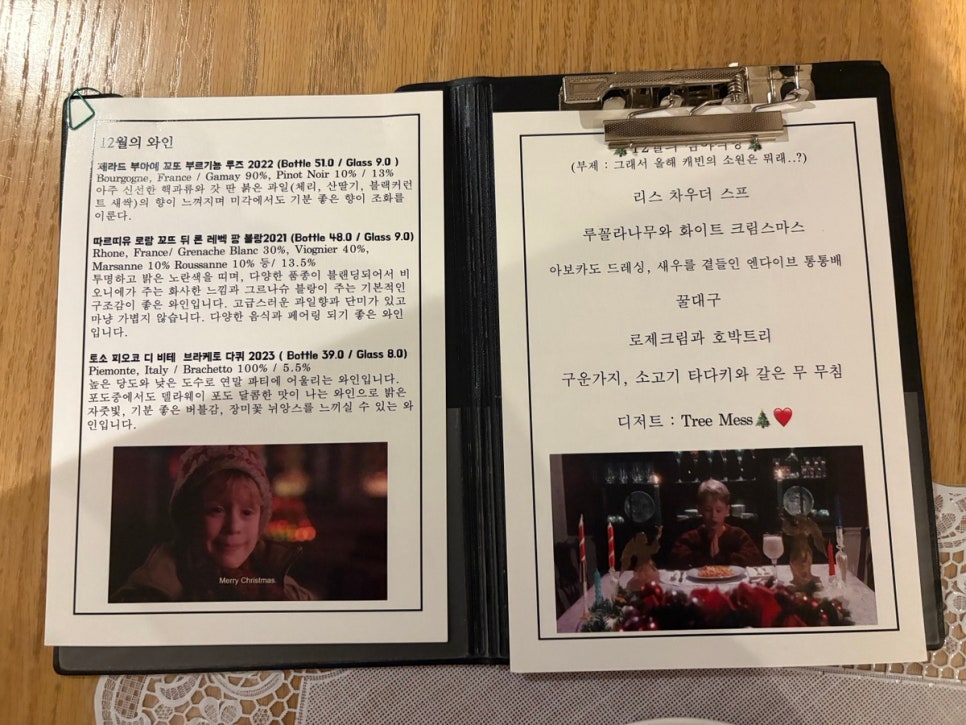 12월의 와인
제라드 부마에 꼬또 부르기뇽 루즈 2022 (Bottle 51.0 / Glass 9.0 )
Bourgogne, France / Gamay 90%, Pinot Noir 10% / 13%
아주 신선한 핵과류와 갓 딴 붉은 과일(체리, 산딸기, 블랙커런
트 새싹)의 향이 느껴지며 미각에서도 기분 좋은 향이 조화를
이룬다.
따르띠유 로람 꼬뜨 뒤 론 레벡 팜 블랑2021 (Bottle 48.0 / Glass 9.0)
Rhone, France/ Grenache Blanc 30%, Viognier 40%,
Marsanne 10% Roussanne 10% 등/ 13.5%
투명하고 밝은 노란색을 띠며, 다양한 품종이 블랜딩되어서 비
오니에가 주는 화사한 느낌과 그르나슈 블랑이 주는 기본적인
구조감이 좋은 와인입니다. 고급스러운 과일향과 단미가 있고
마냥 가볍지 않습니다. 다양한 음식과 페어링 되기 좋은 와인
입니다.
토소 피오코 디 비테 브라케토 다퀴 2023 ( Bottle 39.0 / Glass 8.0)
Piemonte, Italy / Brachetto 100% / 5.5%
높은 당도와 낮은 도수로 연말 파티에 어울리는 와인입니다.
포도중에서도 델라웨이 포도 달콤한 맛이 나는 와인으로 밝은
자줏빛, 기분 좋은 버블감, 장미꽃 뉘앙스를 느끼실 수 있는 와
인입니다.
Merry Christmas.
(부제 : 그래서 올해 캐빈의 소원은 뭐래..?)
리스 차우더 스프
루꼴라나무와 화이트 크림스마스
아보카도 드레싱, 새우를 곁들인 엔다이브 통통배
꿀대구
로제크림과 호박트리
구운가지, 소고기 타다키와 갈은 무 무침
디저트 : Tree Mess🎄❤️